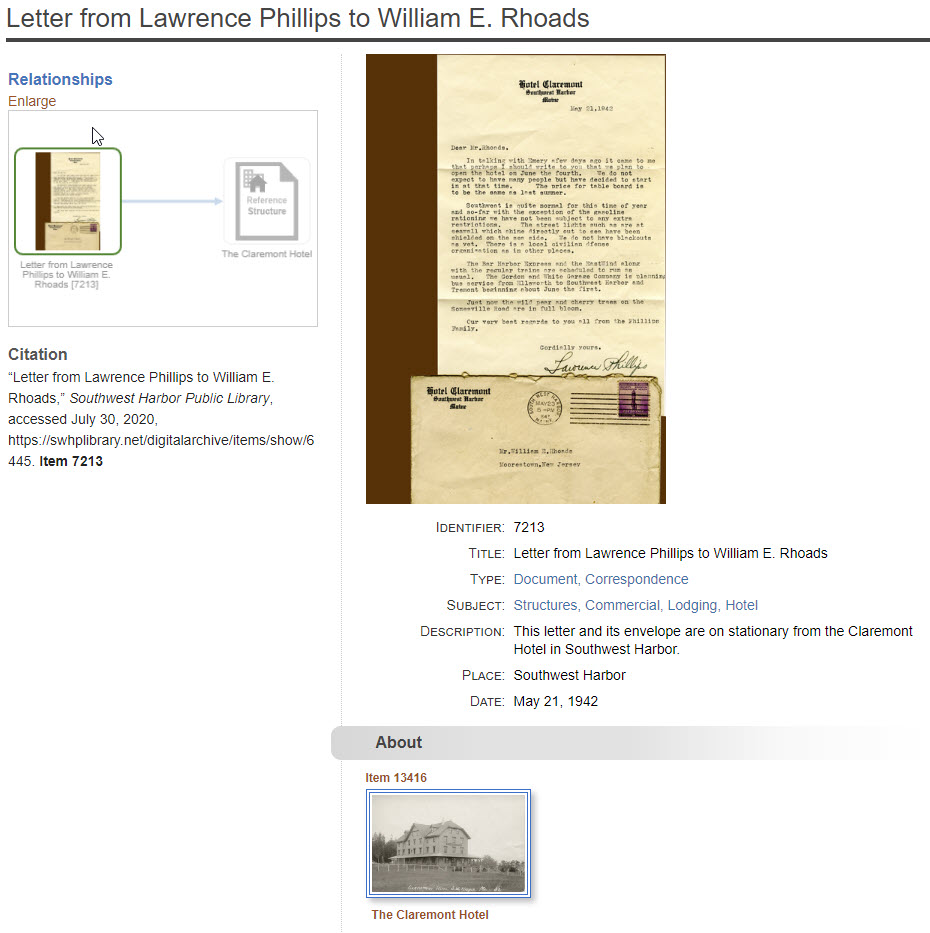 Letter from Lawrence Phillips to William E. Rhoads
Relationships
Enlarge
Letter from Lawrence
Phillips to William E.
Rhoads [7213]
Reference
Structure
The Claremont Hotel
Citation
“Letter from Lawrence Phillips to William E.
Rhoads,” Southwest Harbor Public Library,
accessed July 30, 2020,
https://swhplibrary.net/digitalarchive/items/show/6
445. Item 7213
Hotel Claremont
Southwest Harbor
Maine
May 21,1942
Dear Mr.Rhoads.
In talking with Emery afew days ago it came to me
that perhaps I should write to you that we plan to
open the hotel on June the fourth. We do not
expect to have many people but have decided to start
in at that time. The price for table board is
to be the same as last summer.
Southwest is quite normal for this time of year
and so-far with the exception of the gasoline
rationing we have not been subject to any extra
restrictions. The street lights such as are at
seawall which shine directly out to sea have been
shielded on the sea side. We do not have blackouts
as yet. There is a local civilian dfense
organization as in other places.
The Bar Harbor Express and the EastWind along
with the regular trains are scheduled to run as
usual. The Gordon and White Garage Company is planning
bus service from Ellsworth to Southwest Harbor and
Tremont beginning about June the first.
Just now the wild pear and cherry trees on the
Somesville Road are in full bloom.
Our very best regards to you all from the Phillips
Family.
Cordially yours.
Lawrence Phillips
Hotel Claremont
Southwest Harbor
Maine
MAY 23
5 PM
Mr.William E.Rhoads
Moorestown,New Jersey
IDENTIFIER: 7213
TITLE: Letter from Lawrence Phillips to William E. Rhoads
TYPE: Document, Correspondence
SUBJECT: Structures, Commercial, Lodging, Hotel
DESCRIPTION: This letter and its envelope are on stationary from the Claremont
Hotel in Southwest Harbor.
PLACE: Southwest Harbor
DATE: May 21, 1942
About
Item 13416
The Claremont Hotel